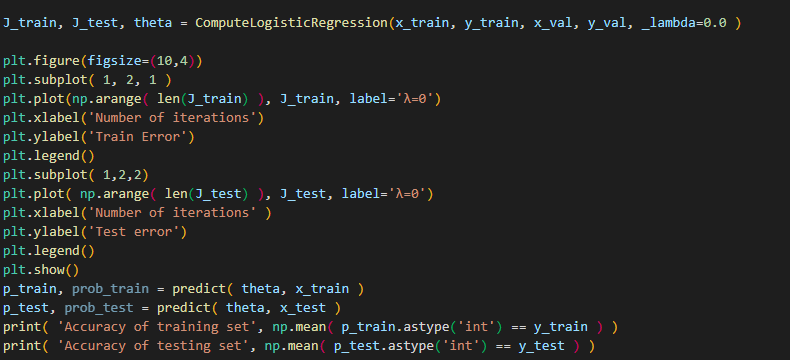 J_train, J_test, theta = ComputeLogisticRegression(x_train, y_train, x_val, y_val, _lambda=0.0 )
plt.figure(figsize=(10,4))
plt.subplot( 1, 2, 1 )
plt.plot(np.arange( len(J_train) ), J_train, label='λ=0')
plt.xlabel('Number of iterations')
plt.ylabel('Train Error')
plt.legend()
plt.subplot( 1,2,2)
plt.plot( np.arange( len(J_test) ), J_test, label='λ=0')
plt.xlabel('Number of iterations' )
plt.ylabel('Test error')
plt.legend()
plt.show()
p_train, prob_train = predict( theta, x_train )
p_test, prob_test = predict( theta, x_test )
print( 'Accuracy of training set', np.mean( p_train.astype('int') == y_train ) )
print( 'Accuracy of testing set', np.mean( p_test.astype('int') == y_test ) )